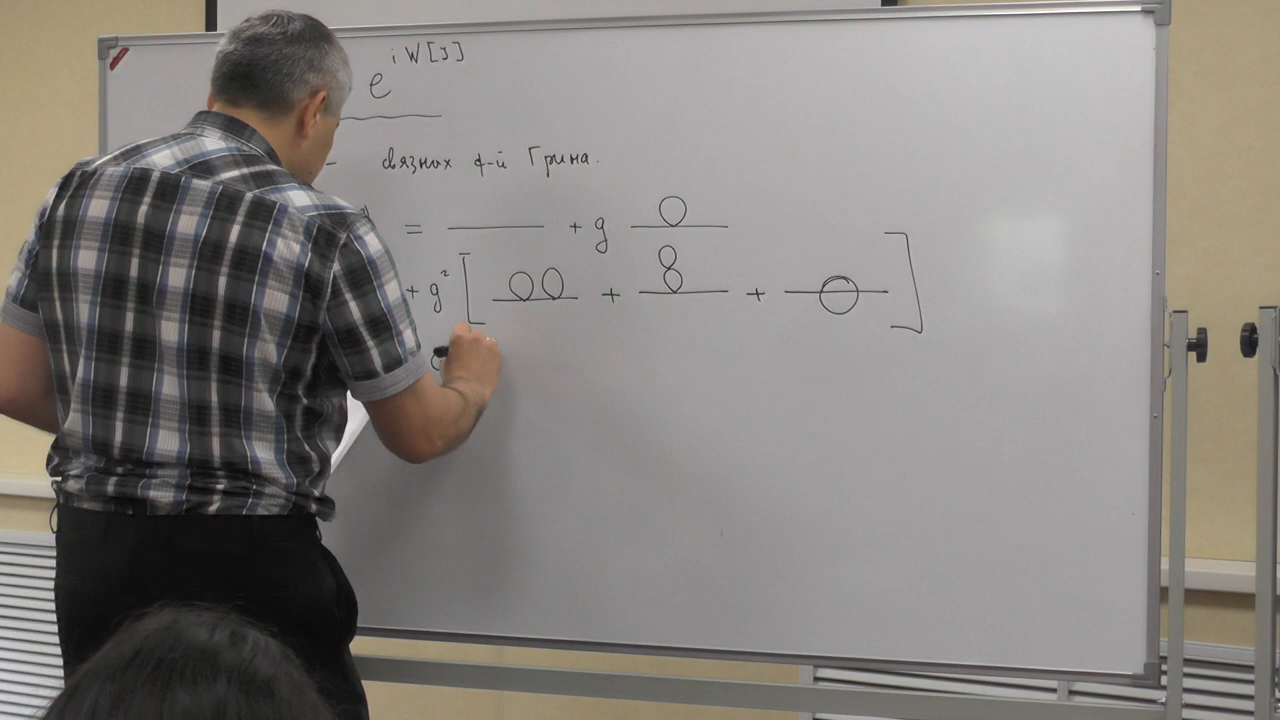 e^{iW[J]}
– связных ф-й Грина.
= —— + g
+ g² [ + + ]